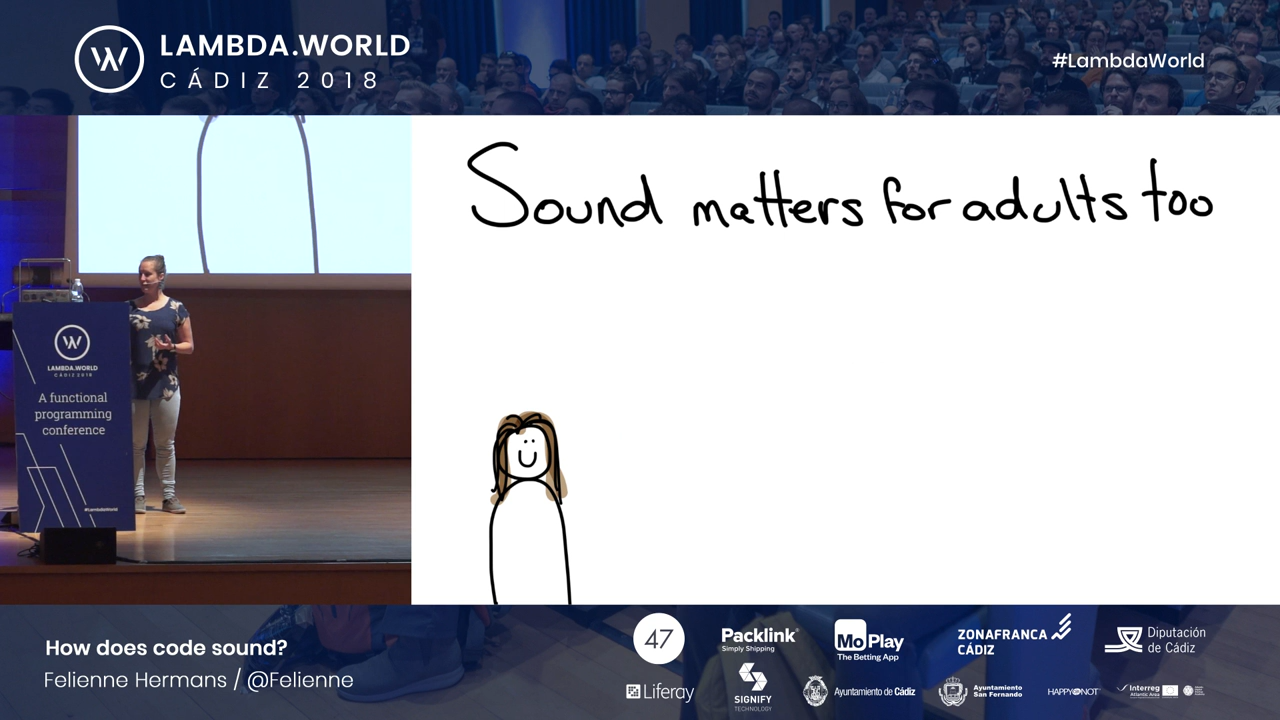 LAMBDA.WORLD
CÁDIZ 2018
#LambdaWorld
Sound matters for adults too
LAMBDA.WORLD
CÁDIZ 2018
A functional
programming
conference
#LambdaWorld
How does code sound?
Felienne Hermans / @Felienne
47
Packlink
Simply Shipping
MoPlay
The Betting App
ZONAFRANCA
CÁDIZ
Diputación
de Cádiz
Liferay
SIGNIFY
TECHNOLOGY
Ayuntamiento de Cádiz
Ayuntamiento
San Fernando
HAPPY@NOT
Interreg
Atlantic Area